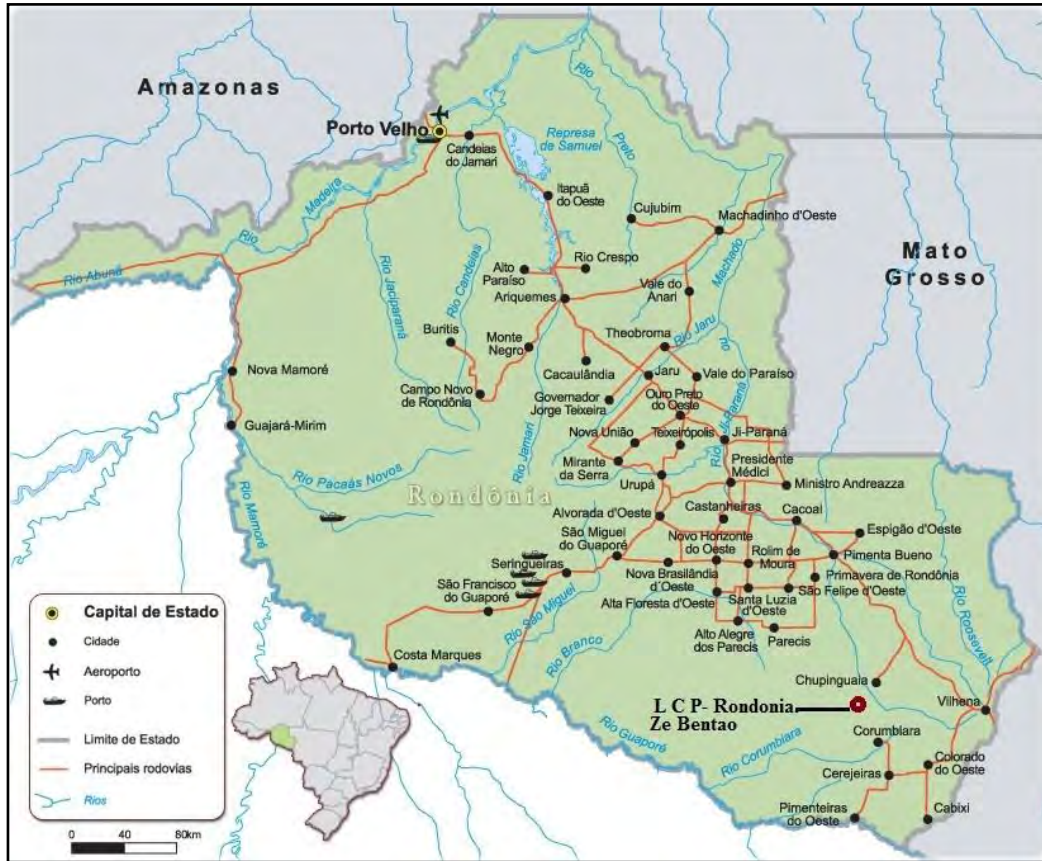 Amazonas
Porto Velho
Candeias
do Jamari
Represa
de Samuel
Rio
Preto
Itapuã
do Oeste
Cujubim
Machadinho d'Oeste
Mato
Grosso
Rio
Madeira
Rio Abunã
Rio Jaciparaná
Rio Candeias
Alto
Paraíso
Rio Crespo
Ariquemes
Vale do
Anari
Machado
Buritis
Monte
Negro
Theobroma
Rio Jaru
no
Nova Mamoré
Cacaulândia
Jaru
Vale do Paraíso
Campo Novo
de Rondônia
Governador
Jorge Teixeira
Ouro Preto
do Oeste
Guajará-Mirim
Rio Jamari
Nova União
Teixeirópolis
Rio Ji-Paraná
Ji-Paraná
Mirante
da Serra
Presidente
Médici
Rio Pacaás Novos
Urupá
Ministro Andreazza
Rondônia
Rio Mamoré
Alvorada d'Oeste
Castanheiras
Cacoal
Espigão d'Oeste
São Miguel
do Guaporé
Novo Horizonte
do Oeste
Rolim de
Moura
Pimenta Bueno
Seringueiras
Nova Brasilândia
d'Oeste
Primavera de Rondônia
São Francisco
do Guaporé
Alta Floresta d'Oeste
Santa Luzia
d'Oeste
São Felipe d'Oeste
Rio São Miguel
Alto Alegre
dos Parecis
Parecis
Rio Roosevelt
Costa Marques
Rio Branco
Chupinguaia
L C P- Rondonia
Ze Bentao
Vilhena
Rio Guaporé
Corumbiara
Rio Corumbiara
Colorado
do Oeste
Cerejeiras
Pimenteiras
do Oeste
Cabixi
Capital de Estado
Cidade
Aeroporto
Porto
Limite de Estado
Principais rodovias
Rios
0 40 80km